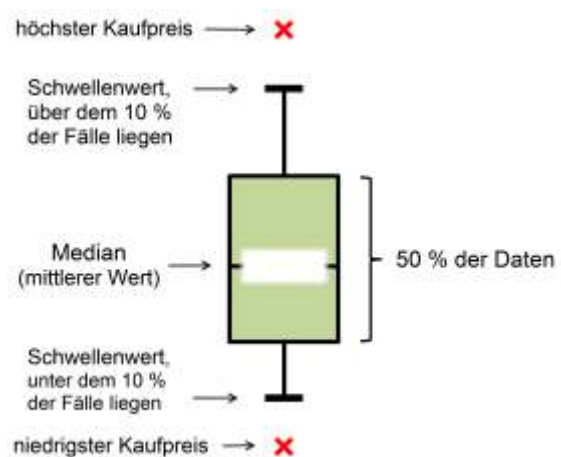 höchster Kaufpreis
Schwellenwert,
über dem 10 %
der Fälle liegen
Median
(mittlerer Wert)
50 % der Daten
Schwellenwert,
unter dem 10 %
der Fälle liegen
niedrigster Kaufpreis